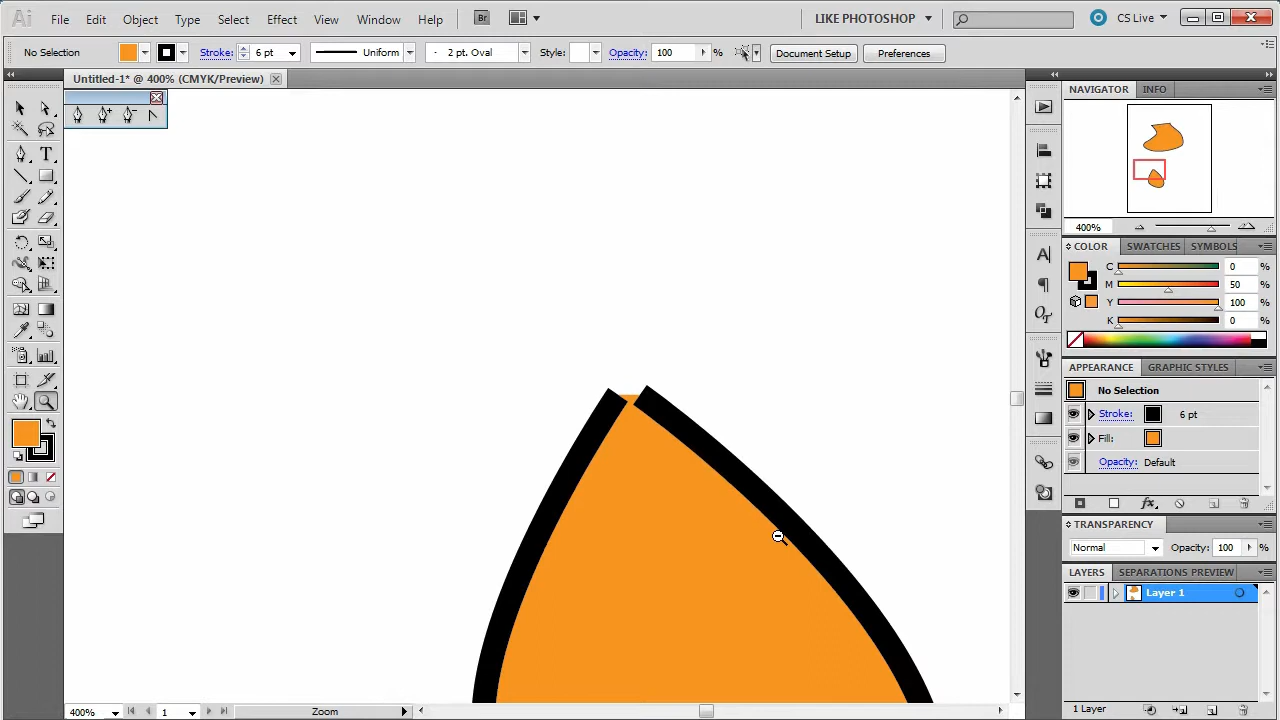 Ai File Edit Object Type Select Effect View Window Help Br LIKE PHOTOSHOP CS Live
No Selection Stroke: 6 pt Uniform 2 pt. Oval Style: Opacity: 100 % Document Setup Preferences
Untitled-1* @ 400% (CMYK/Preview)
NAVIGATOR INFO
400%
COLOR SWATCHES SYMBOLS
C 0 %
M 50 %
Y 100 %
K 0 %
APPEARANCE GRAPHIC STYLES
No Selection
Stroke: 6 pt
Fill:
Opacity: Default
fx
TRANSPARENCY
Normal Opacity: 100 %
LAYERS SEPARATIONS PREVIEW
Layer 1
1 Layer
400% 1 Zoom